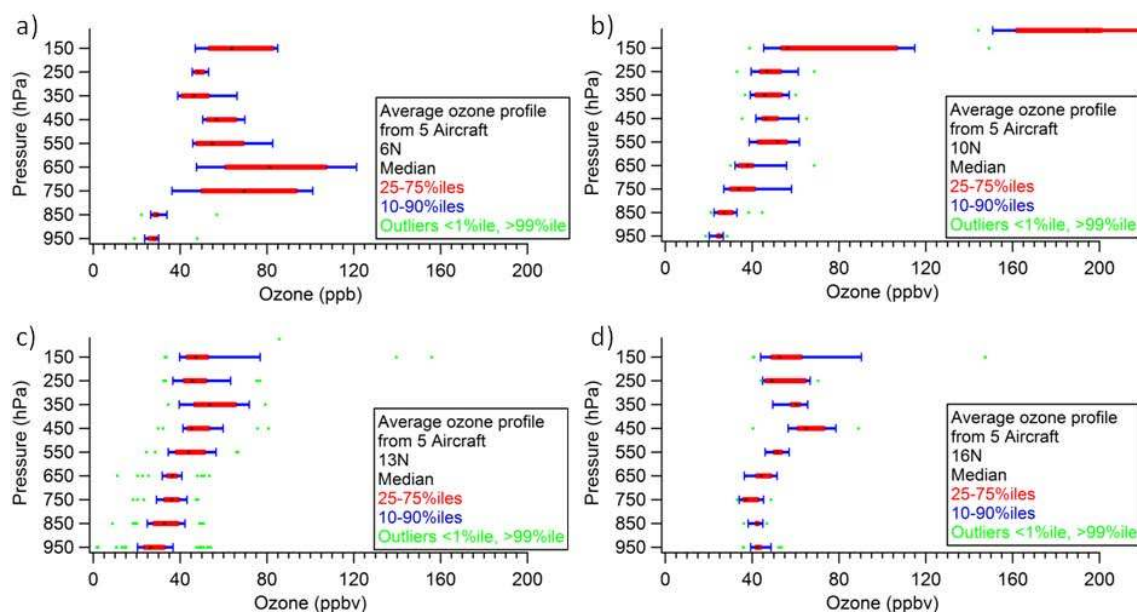 a)
150
250
350
450
550
650
750
850
950
Pressure (hPa)
Average ozone profile
from 5 Aircraft
6N
Median
25-75%iles
10-90%iles
Outliers <1%ile, >99%ile
0 40 80 120 160 200
Ozone (ppb)
b)
150
250
350
450
550
650
750
850
950
Pressure (hPa)
Average ozone profile
from 5 Aircraft
10N
Median
25-75%iles
10-90%iles
Outliers <1%ile, >99%ile
0 40 80 120 160 200
Ozone (ppbv)
c)
150
250
350
450
550
650
750
850
950
Pressure (hPa)
Average ozone profile
from 5 Aircraft
13N
Median
25-75%iles
10-90%iles
Outliers <1%ile, >99%ile
0 40 80 120 160 200
Ozone (ppbv)
d)
150
250
350
450
550
650
750
850
950
Pressure (hPa)
Average ozone profile
from 5 Aircraft
16N
Median
25-75%iles
10-90%iles
Outliers <1%ile, >99%ile
0 40 80 120 160 200
Ozone (ppbv)